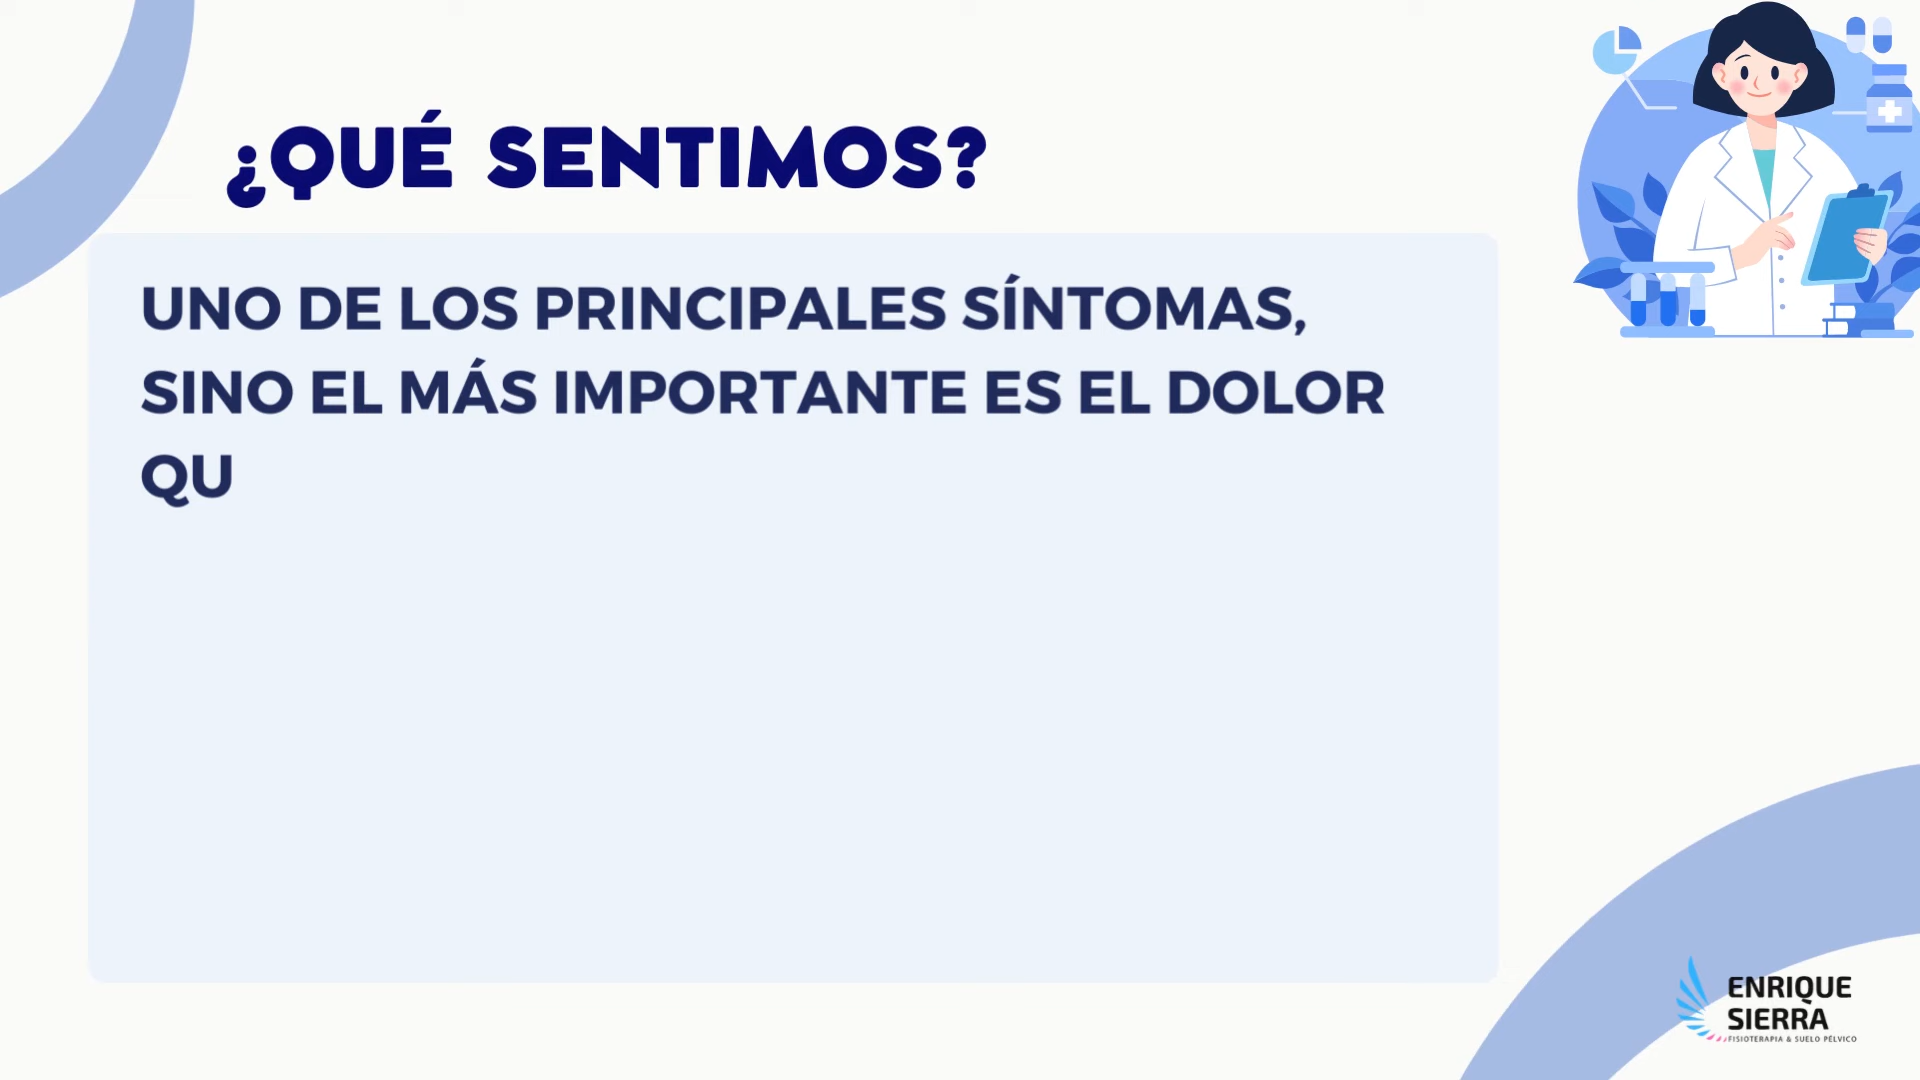 ¿QUÉ SENTIMOS?
UNO DE LOS PRINCIPALES SÍNTOMAS,
SINO EL MÁS IMPORTANTE ES EL DOLOR
QU
ENRIQUE
SIERRA
FISIOTERAPIA & SUELO PÉLVICO